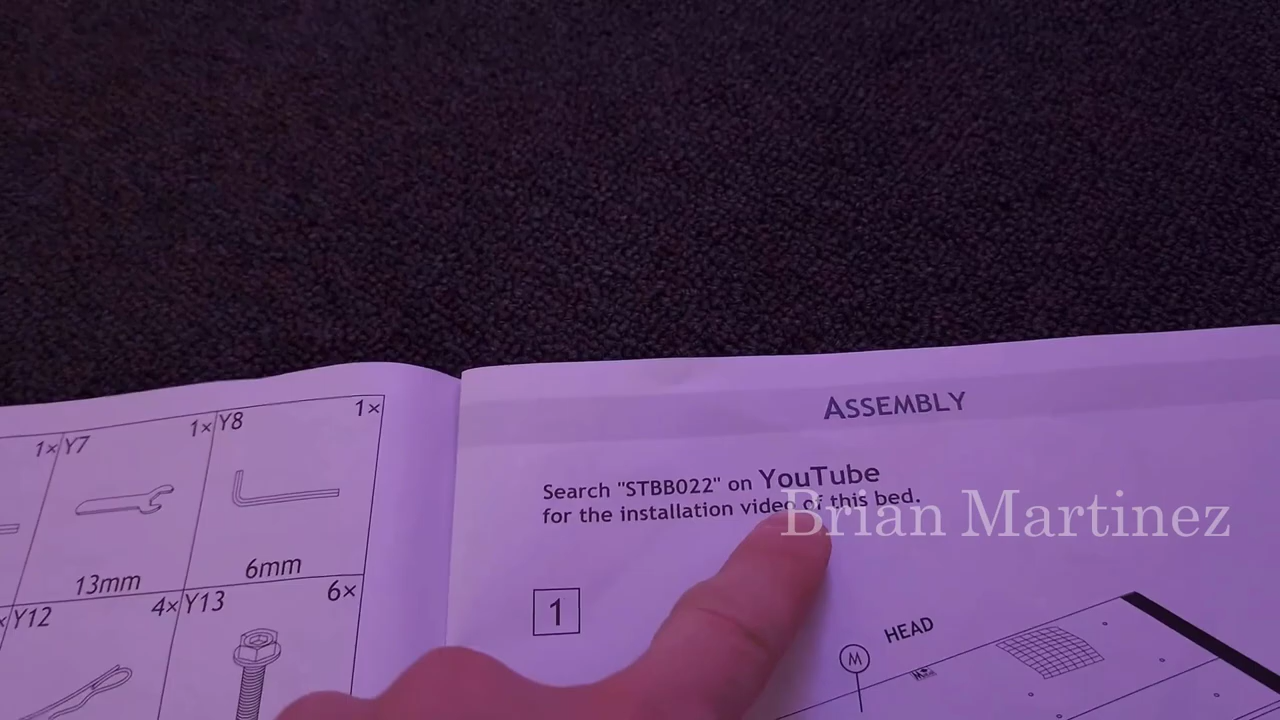 1×
Y7
1×
Y8
1×
13mm
6mm
Y12
4×
Y13
6×
ASSEMBLY
Search "STBB022" on YouTube
for the installation video of this bed.
Brian Martinez
1
M
HEAD